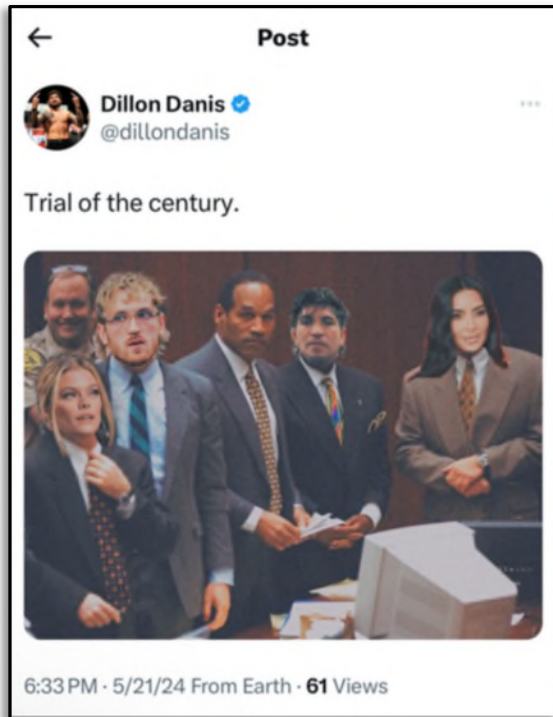 Post
Dillon Danis
@dillondanis
Trial of the century.
6:33 PM · 5/21/24 From Earth · 61 Views